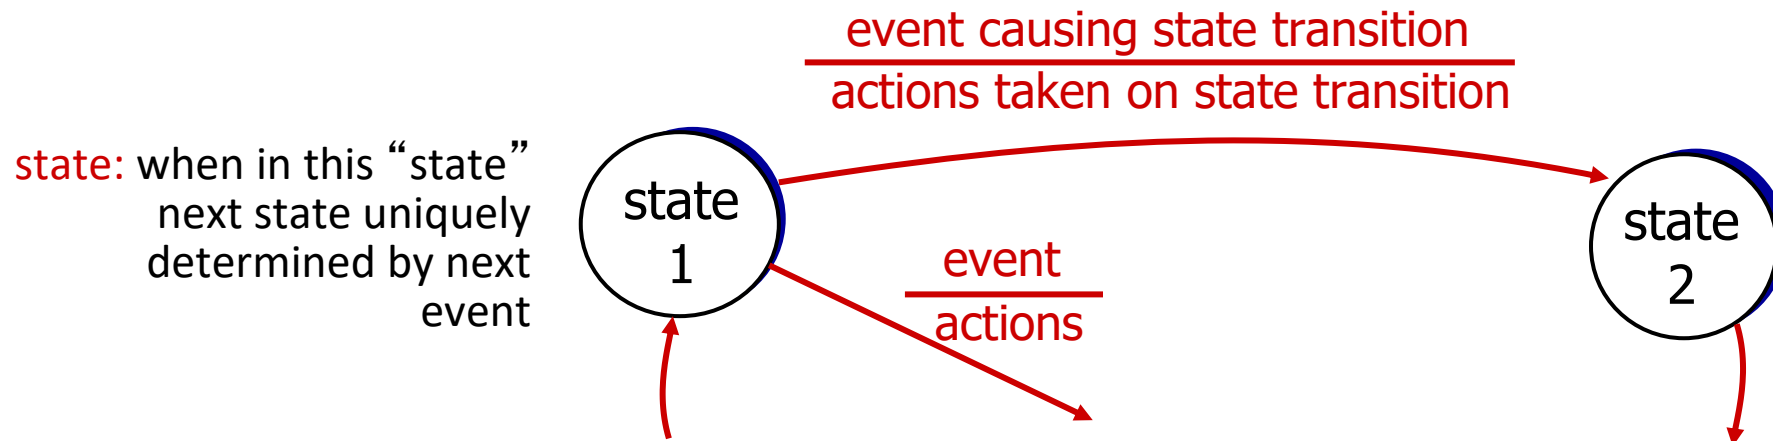 event causing state transition
actions taken on state transition
state: when in this “state”
next state uniquely
determined by next
event
state
1
event
actions
state
2